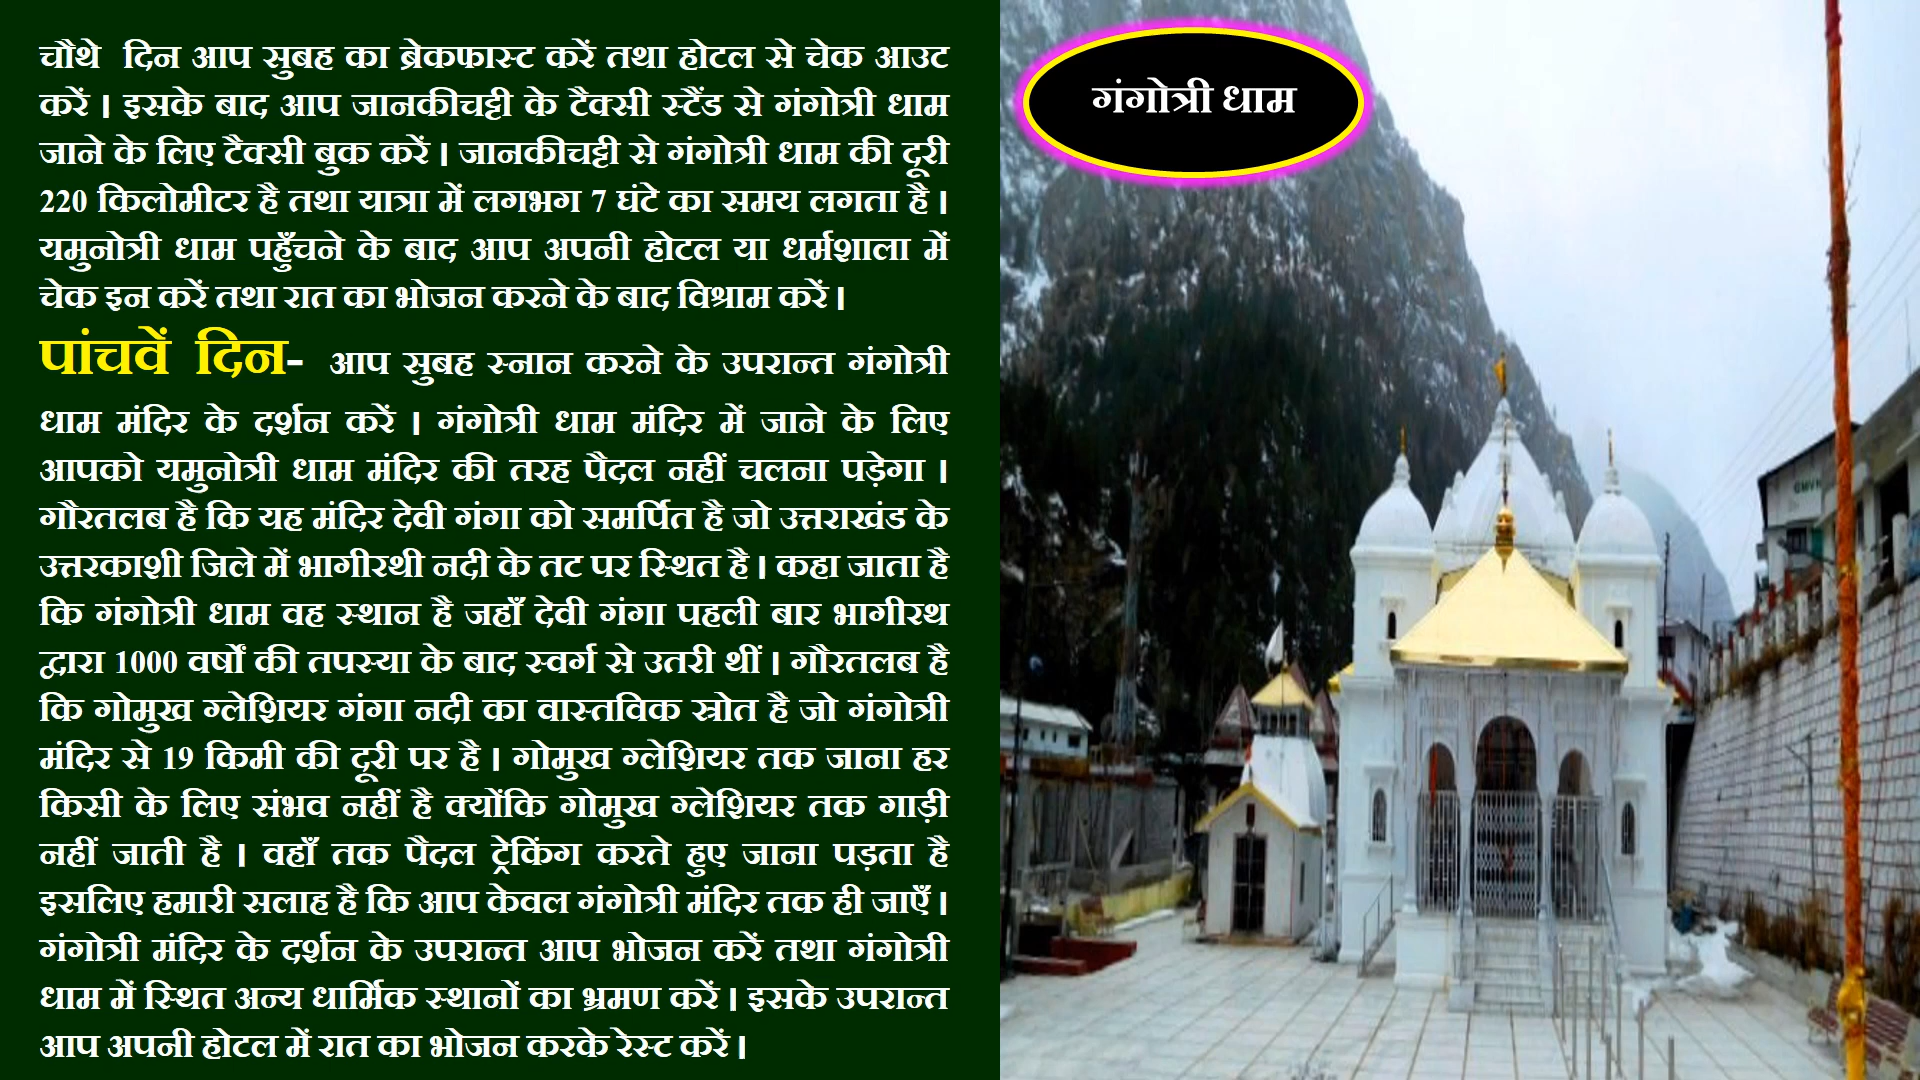 चौथे दिन आप सुबह का ब्रेकफास्ट करें तथा होटल से चेक आउट
करें । इसके बाद आप जानकीचट्टी के टैक्सी स्टैंड से गंगोत्री धाम
जाने के लिए टैक्सी बुक करें । जानकीचट्टी से गंगोत्री धाम की दूरी
220 किलोमीटर है तथा यात्रा में लगभग 7 घंटे का समय लगता है ।
यमुनोत्री धाम पहुँचने के बाद आप अपनी होटल या धर्मशाला में
चेक इन करें तथा रात का भोजन करने के बाद विश्राम करें ।
पांचवें दिन- आप सुबह स्नान करने के उपरान्त गंगोत्री
धाम मंदिर के दर्शन करें । गंगोत्री धाम मंदिर में जाने के लिए
आपको यमुनोत्री धाम मंदिर की तरह पैदल नहीं चलना पड़ेगा ।
गौरतलब है कि यह मंदिर देवी गंगा को समर्पित है जो उत्तराखंड के
उत्तरकाशी जिले में भागीरथी नदी के तट पर स्थित है । कहा जाता है
कि गंगोत्री धाम वह स्थान है जहाँ देवी गंगा पहली बार भागीरथ
द्वारा 1000 वर्षों की तपस्या के बाद स्वर्ग से उतरी थीं । गौरतलब है
कि गोमुख ग्लेशियर गंगा नदी का वास्तविक स्रोत है जो गंगोत्री
मंदिर से 19 किमी की दूरी पर है । गोमुख ग्लेशियर तक जाना हर
किसी के लिए संभव नहीं है क्योंकि गोमुख ग्लेशियर तक गाड़ी
नहीं जाती है । वहाँ तक पैदल ट्रेकिंग करते हुए जाना पड़ता है
इसलिए हमारी सलाह है कि आप केवल गंगोत्री मंदिर तक ही जाएँ ।
गंगोत्री मंदिर के दर्शन के उपरान्त आप भोजन करें तथा गंगोत्री
धाम में स्थित अन्य धार्मिक स्थानों का भ्रमण करें । इसके उपरान्त
आप अपनी होटल में रात का भोजन करके रेस्ट करें ।
गंगोत्री धाम